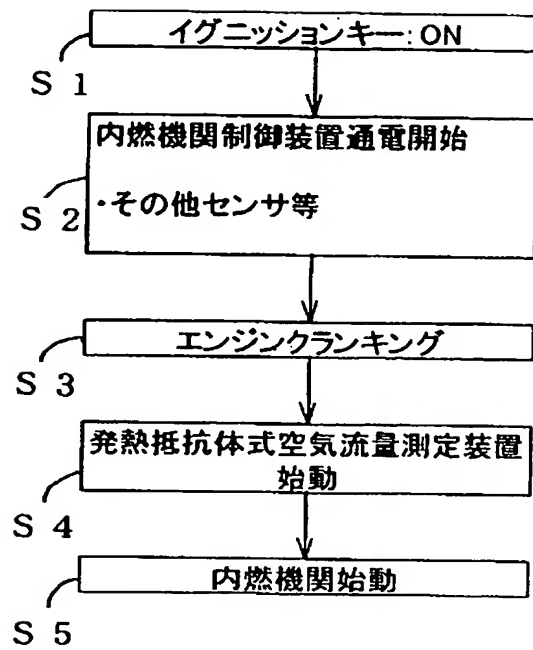 イグニッションキー:ON
S 1
内燃機関制御装置通電開始
・その他センサ等
S 2
エンジンクランキング
S 3
発熱抵抗体式空気流量測定装置
始動
S 4
内燃機関始動
S 5